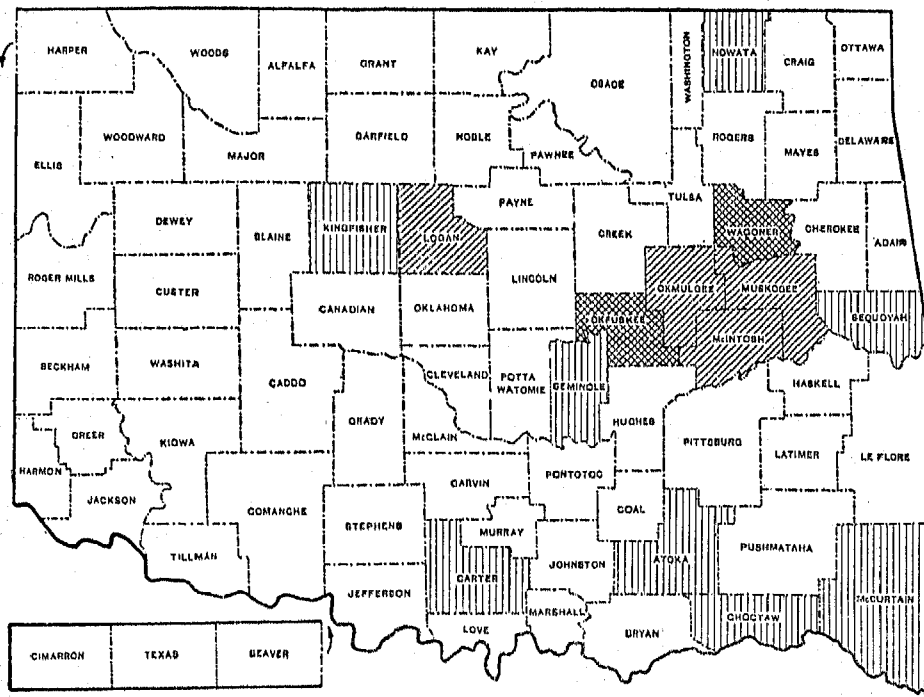 HARPER
WOODS
ALFALFA
GRANT
KAY
OSAGE
WASHINGTON
NOWATA
CRAIG
OTTAWA
ELLIS
WOODWARD
MAJOR
GARFIELD
NOBLE
PAWNEE
ROGERS
MAYES
DELAWARE
DEWEY
BLAINE
KINGFISHER
LOGAN
PAYNE
CREEK
TULSA
WAGONER
CHEROKEE
ADAIR
ROGER MILLS
CUSTER
CANADIAN
OKLAHOMA
LINCOLN
OKMULGEE
MUSKOGEE
SEQUOYAH
OKFUSKEE
McINTOSH
BECKHAM
WASHITA
CADDO
CLEVELAND
POTTA
WATOMIE
SEMINOLE
HASKELL
GREER
KIOWA
GRADY
McCLAIN
HUGHES
PITTSBURG
LATIMER
LE FLORE
HARMON
JACKSON
COMANCHE
GARVIN
PONTOTOC
COAL
STEPHENS
MURRAY
TILLMAN
CARTER
JOHNSTON
ATOKA
PUSHMATAHA
JEFFERSON
MARSHALL
CHOCTAW
McCURTAIN
LOVE
BRYAN
CIMARRON
TEXAS
BEAVER